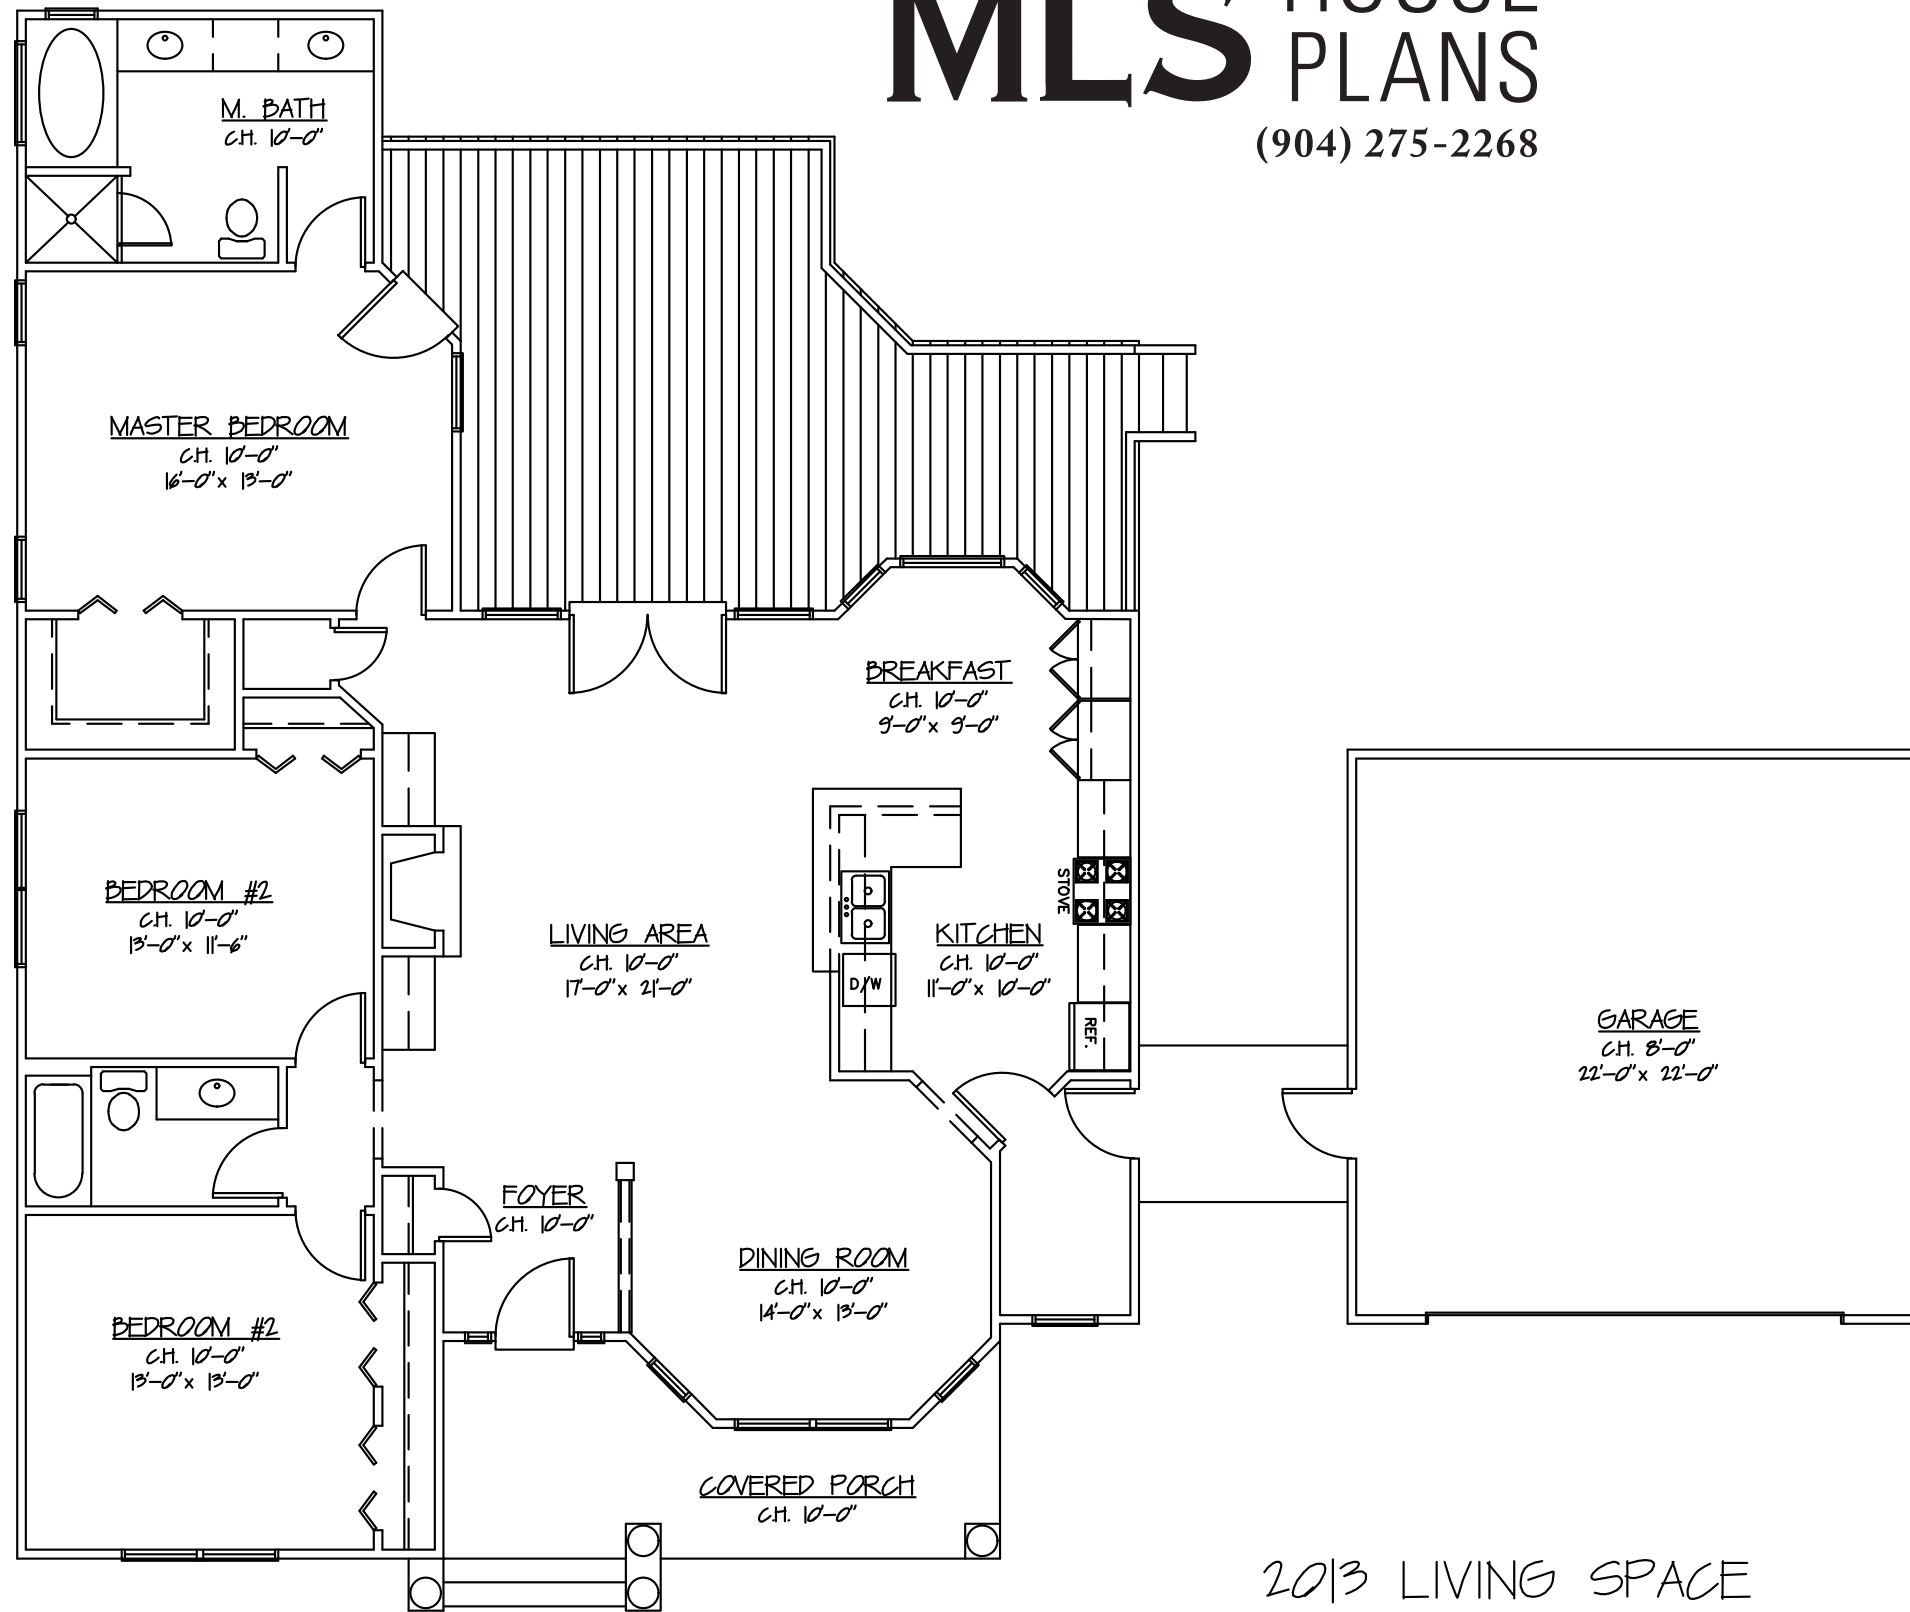 MLS HOUSE
PLANS
(904) 275-2268
M. BATH
C.H. 10'-0"
MASTER BEDROOM
C.H. 10'-0"
16'-0" x 13'-0"
BREAKFAST
C.H. 10'-0"
9'-0" x 9'-0"
BEDROOM #2
C.H. 10'-0"
13'-0" x 11'-6"
LIVING AREA
C.H. 10'-0"
17'-0" x 21'-0"
D/W
KITCHEN
C.H. 10'-0"
11'-0" x 10'-0"
STOVE
REF.
GARAGE
C.H. 8'-0"
22'-0" x 22'-0"
FOYER
C.H. 10'-0"
DINING ROOM
C.H. 10'-0"
14'-0" x 13'-0"
BEDROOM #2
C.H. 10'-0"
13'-0" x 13'-0"
COVERED PORCH
C.H. 10'-0"
2013 LIVING SPACE